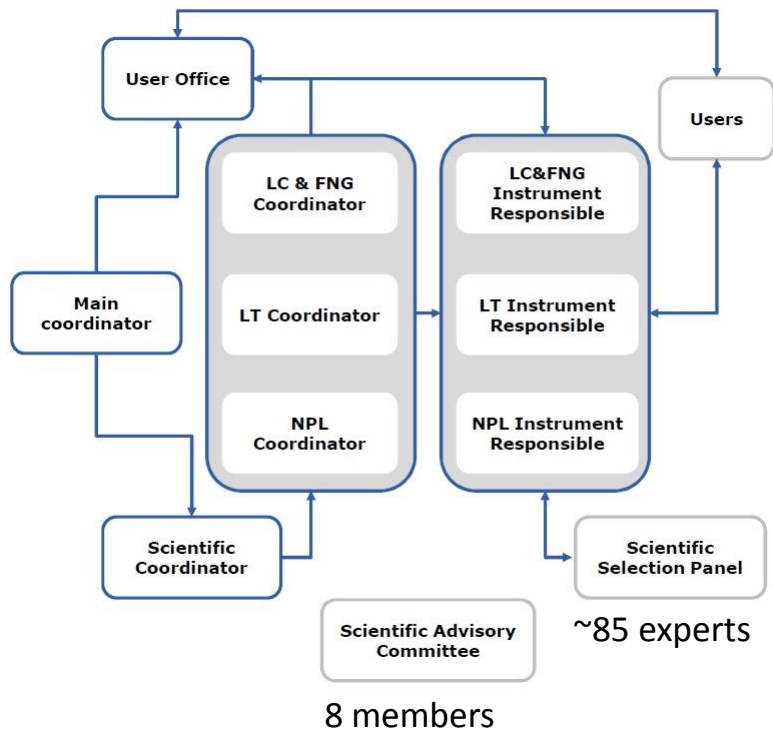 User Office
Users
LC & FNG
Coordinator
LC&FNG
Instrument
Responsible
Main
coordinator
LT Coordinator
LT Instrument
Responsible
NPL
Coordinator
NPL Instrument
Responsible
Scientific
Coordinator
Scientific
Selection Panel
~85 experts
Scientific Advisory
Committee
8 members